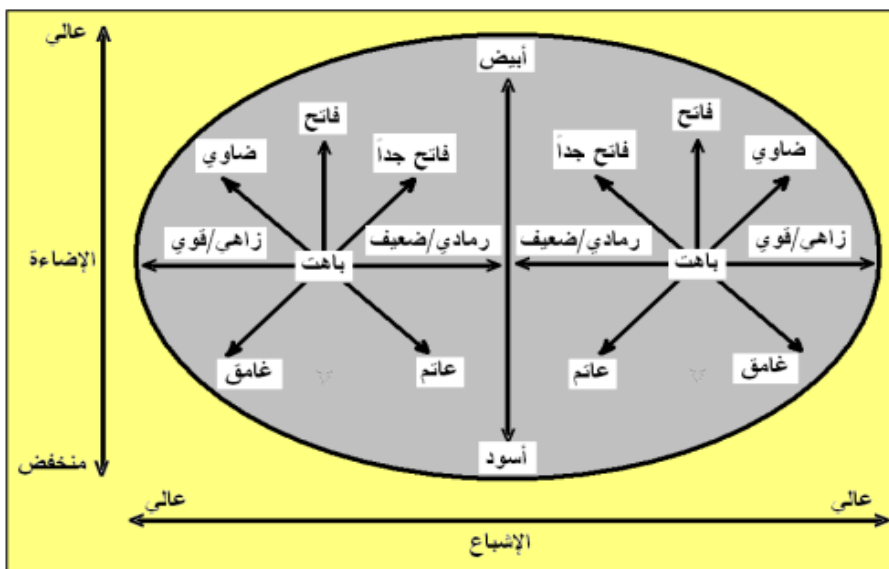 عالي
أبيض
فاتح
فاتح
ضاوي
فاتح جداً
فاتح جداً
ضاوي
زاهي/قوي
رمادي/ضعيف
رمادي/ضعيف
زاهي/قوي
الإضاءة
باهت
باهت
غامق
عاتم
عاتم
غامق
أسود
منخفض
عالي
عالي
الإشباع